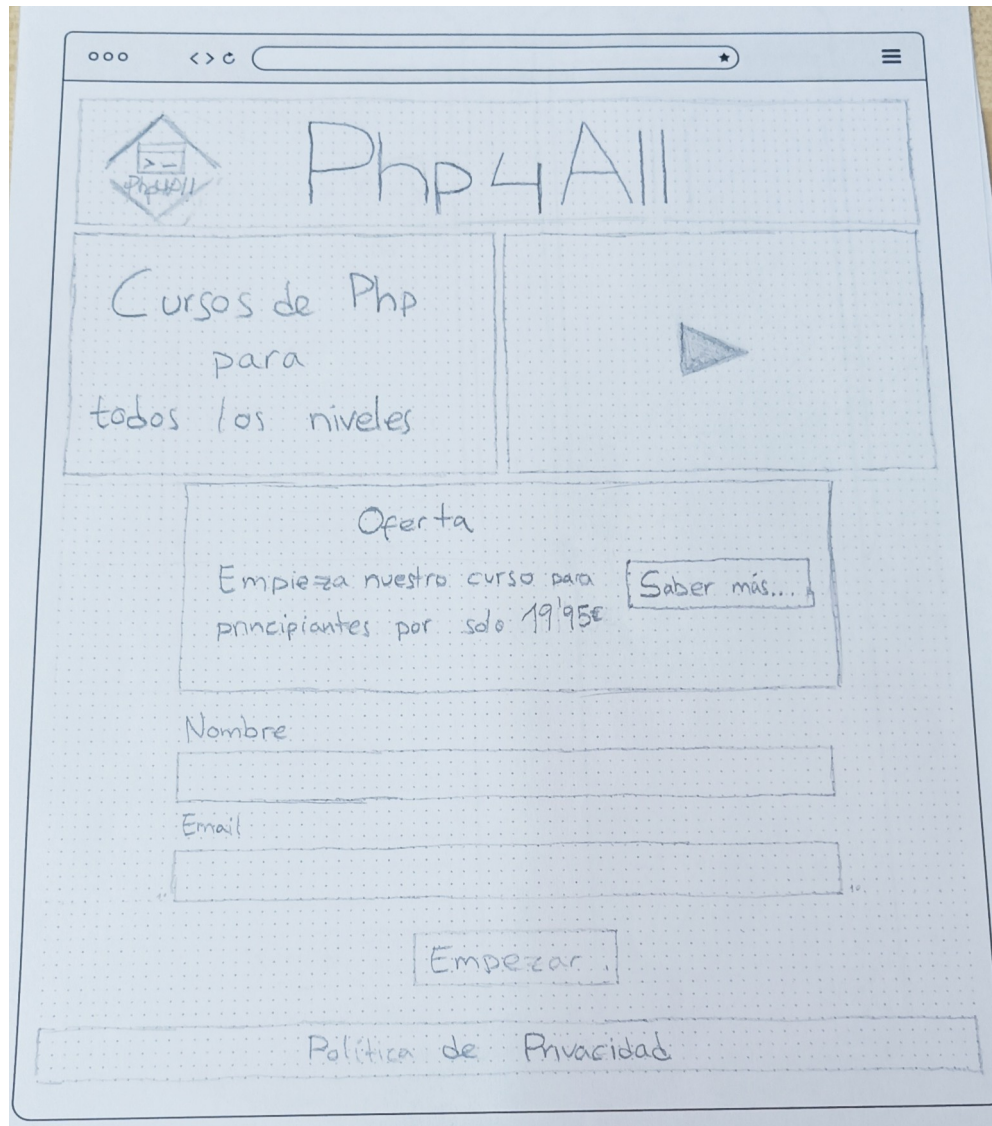 >_
Php4All
Php4All
Cursos de Php
para
todos los niveles
Oferta
Empieza nuestro curso para
principiantes por solo 19'95€
Saber más....
Nombre
Email
Empezar.
Política de Privacidad